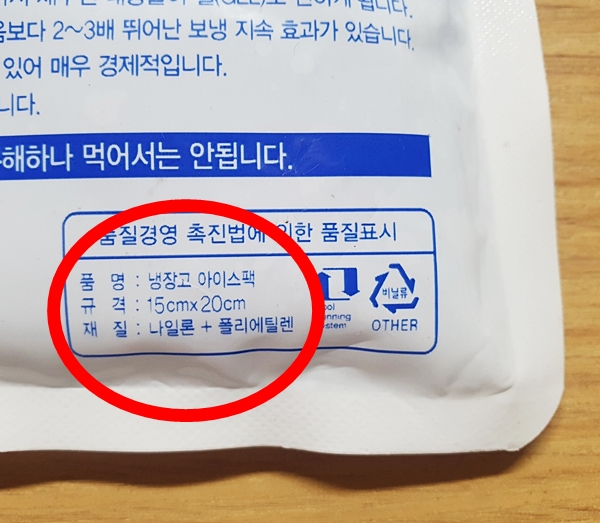 2~3배 뛰어난 보냉 지속 효과가 있습니다.
있어 매우 경제적입니다.
니다.
해하나 먹어서는 안됩니다.
품질경영 촉진법에 의한 품질표시
품 명 : 냉장고 아이스팩
규 격 : 15cmx20cm
재 질 : 나일론 + 폴리에틸렌
비닐류
OTHER